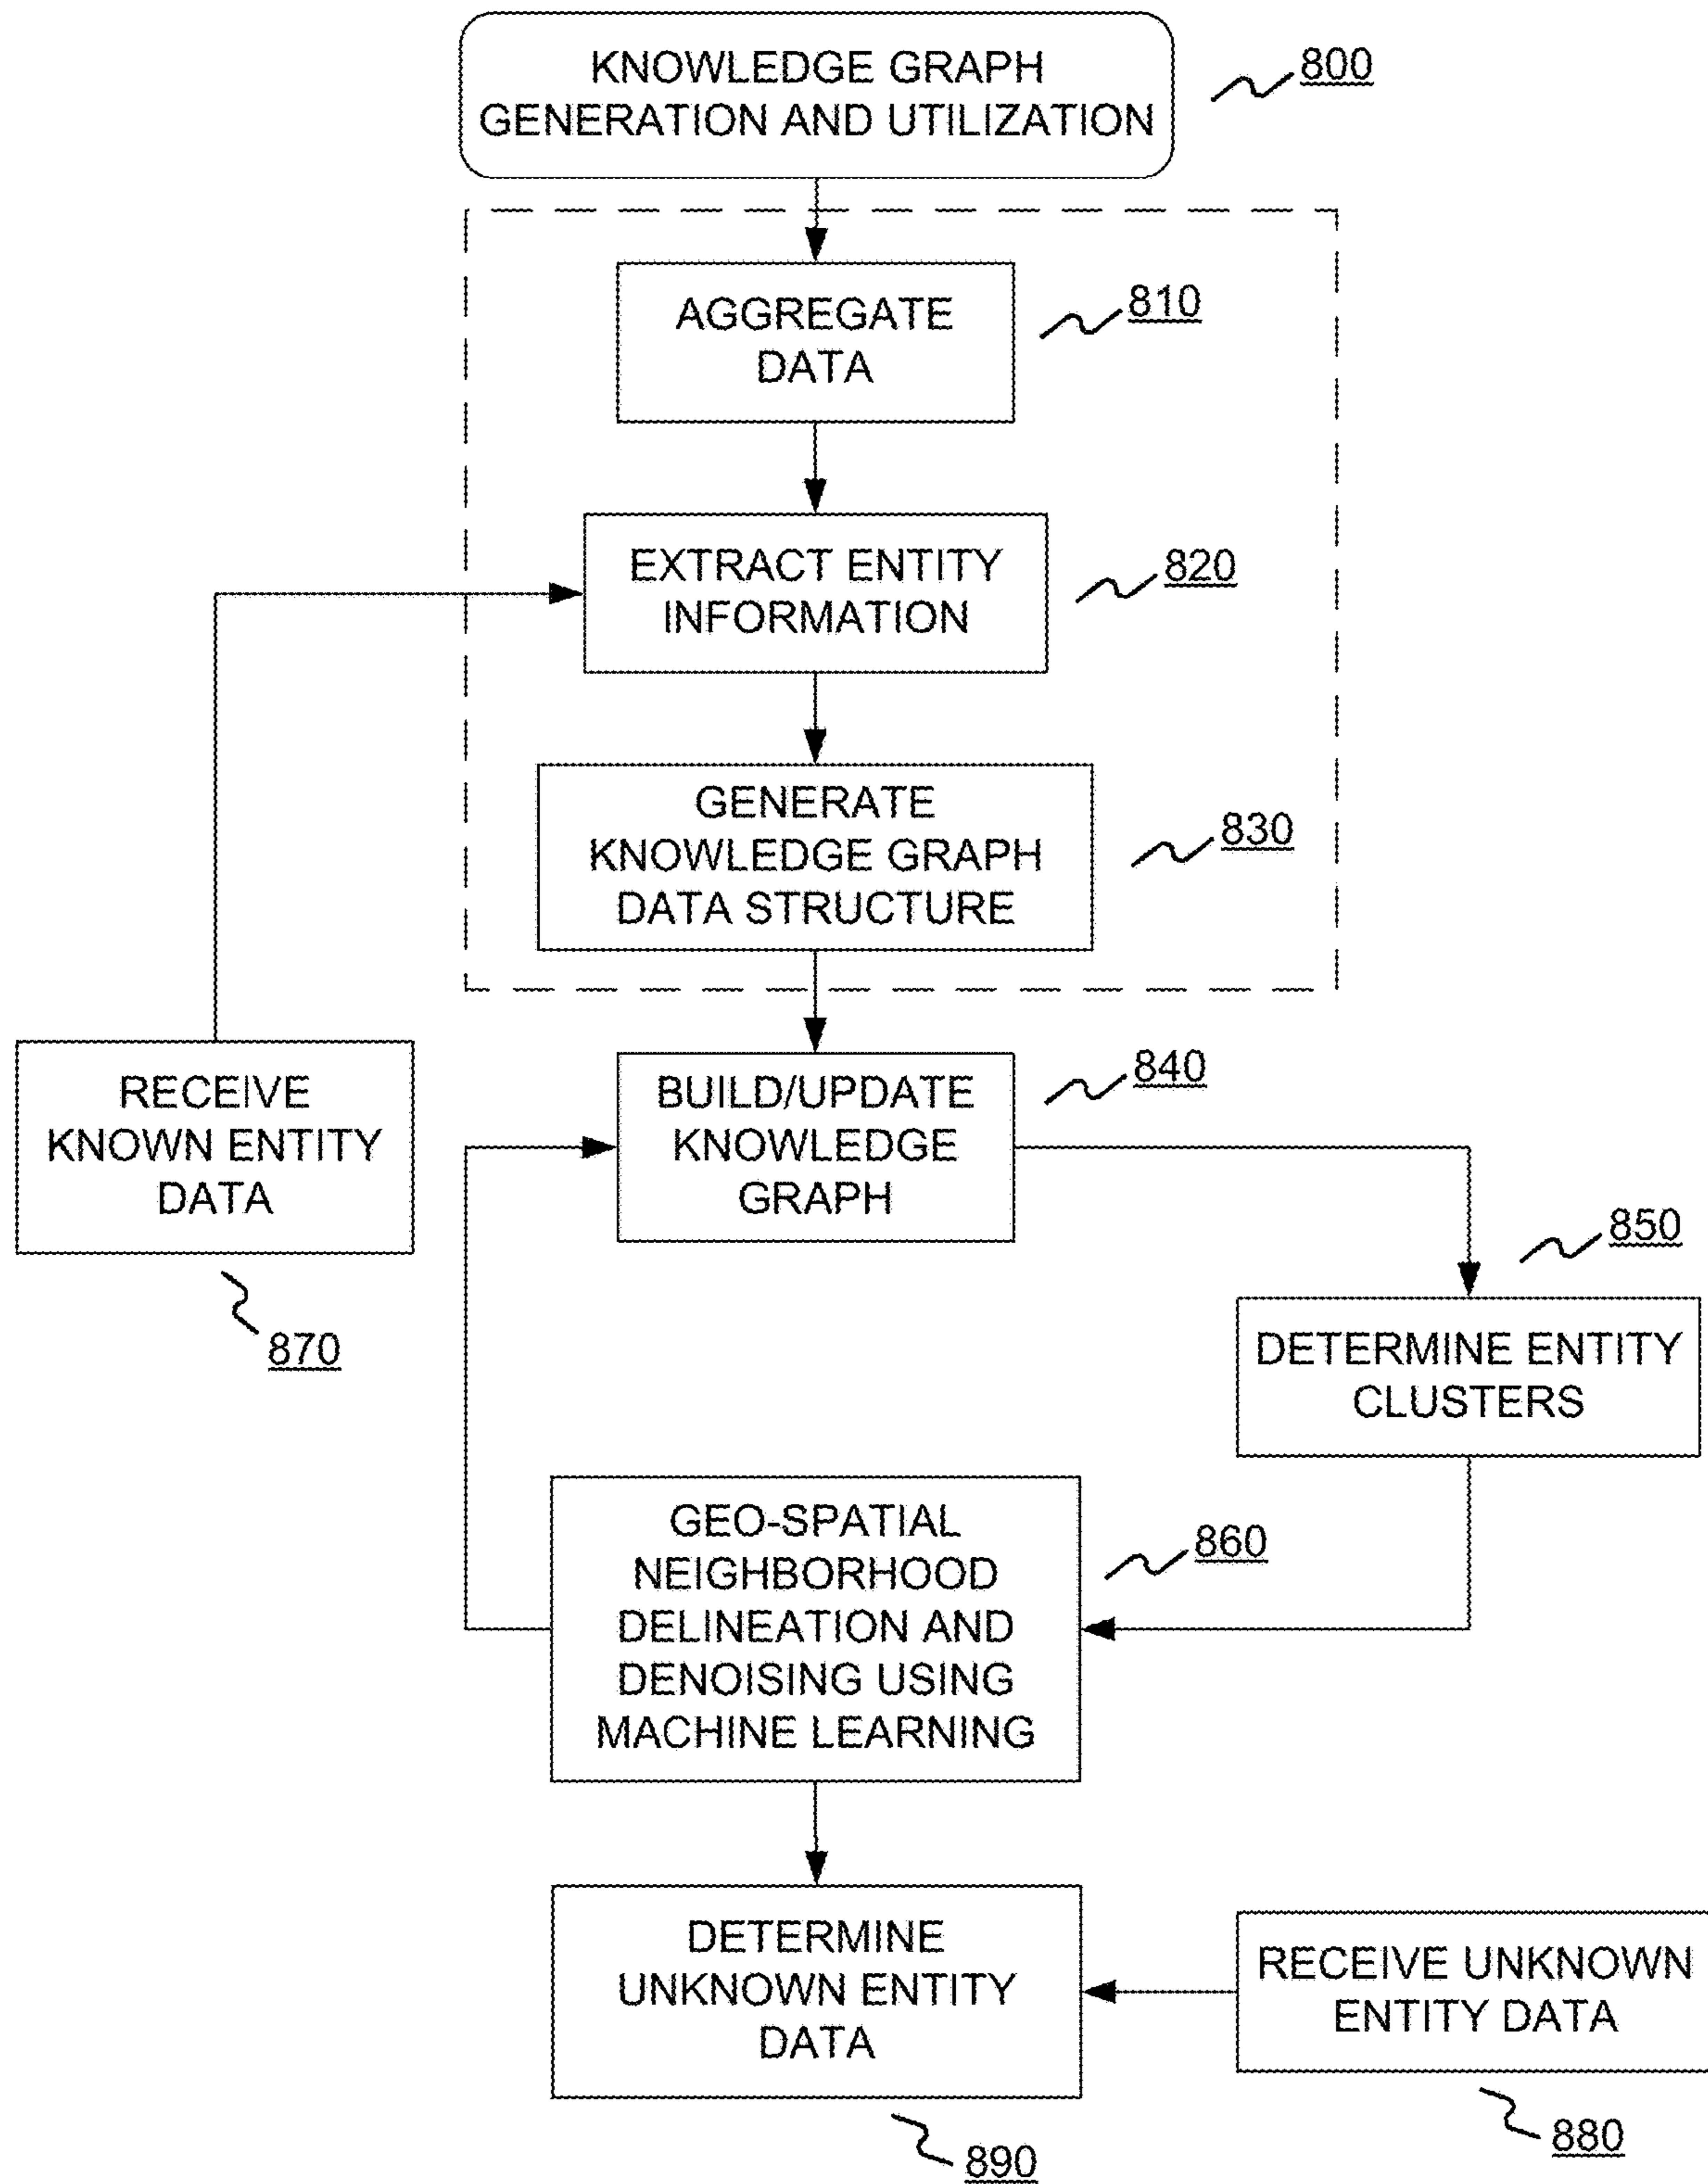 KNOWLEDGE GRAPH
GENERATION AND UTILIZATION
800
AGGREGATE
DATA
810
EXTRACT ENTITY
INFORMATION
820
GENERATE
KNOWLEDGE GRAPH
DATA STRUCTURE
830
RECEIVE
KNOWN ENTITY
DATA
870
BUILD/UPDATE
KNOWLEDGE
GRAPH
840
850
DETERMINE ENTITY
CLUSTERS
GEO-SPATIAL
NEIGHBORHOOD
DELINEATION AND
DENOISING USING
MACHINE LEARNING
860
DETERMINE
UNKNOWN ENTITY
DATA
890
RECEIVE UNKNOWN
ENTITY DATA
880